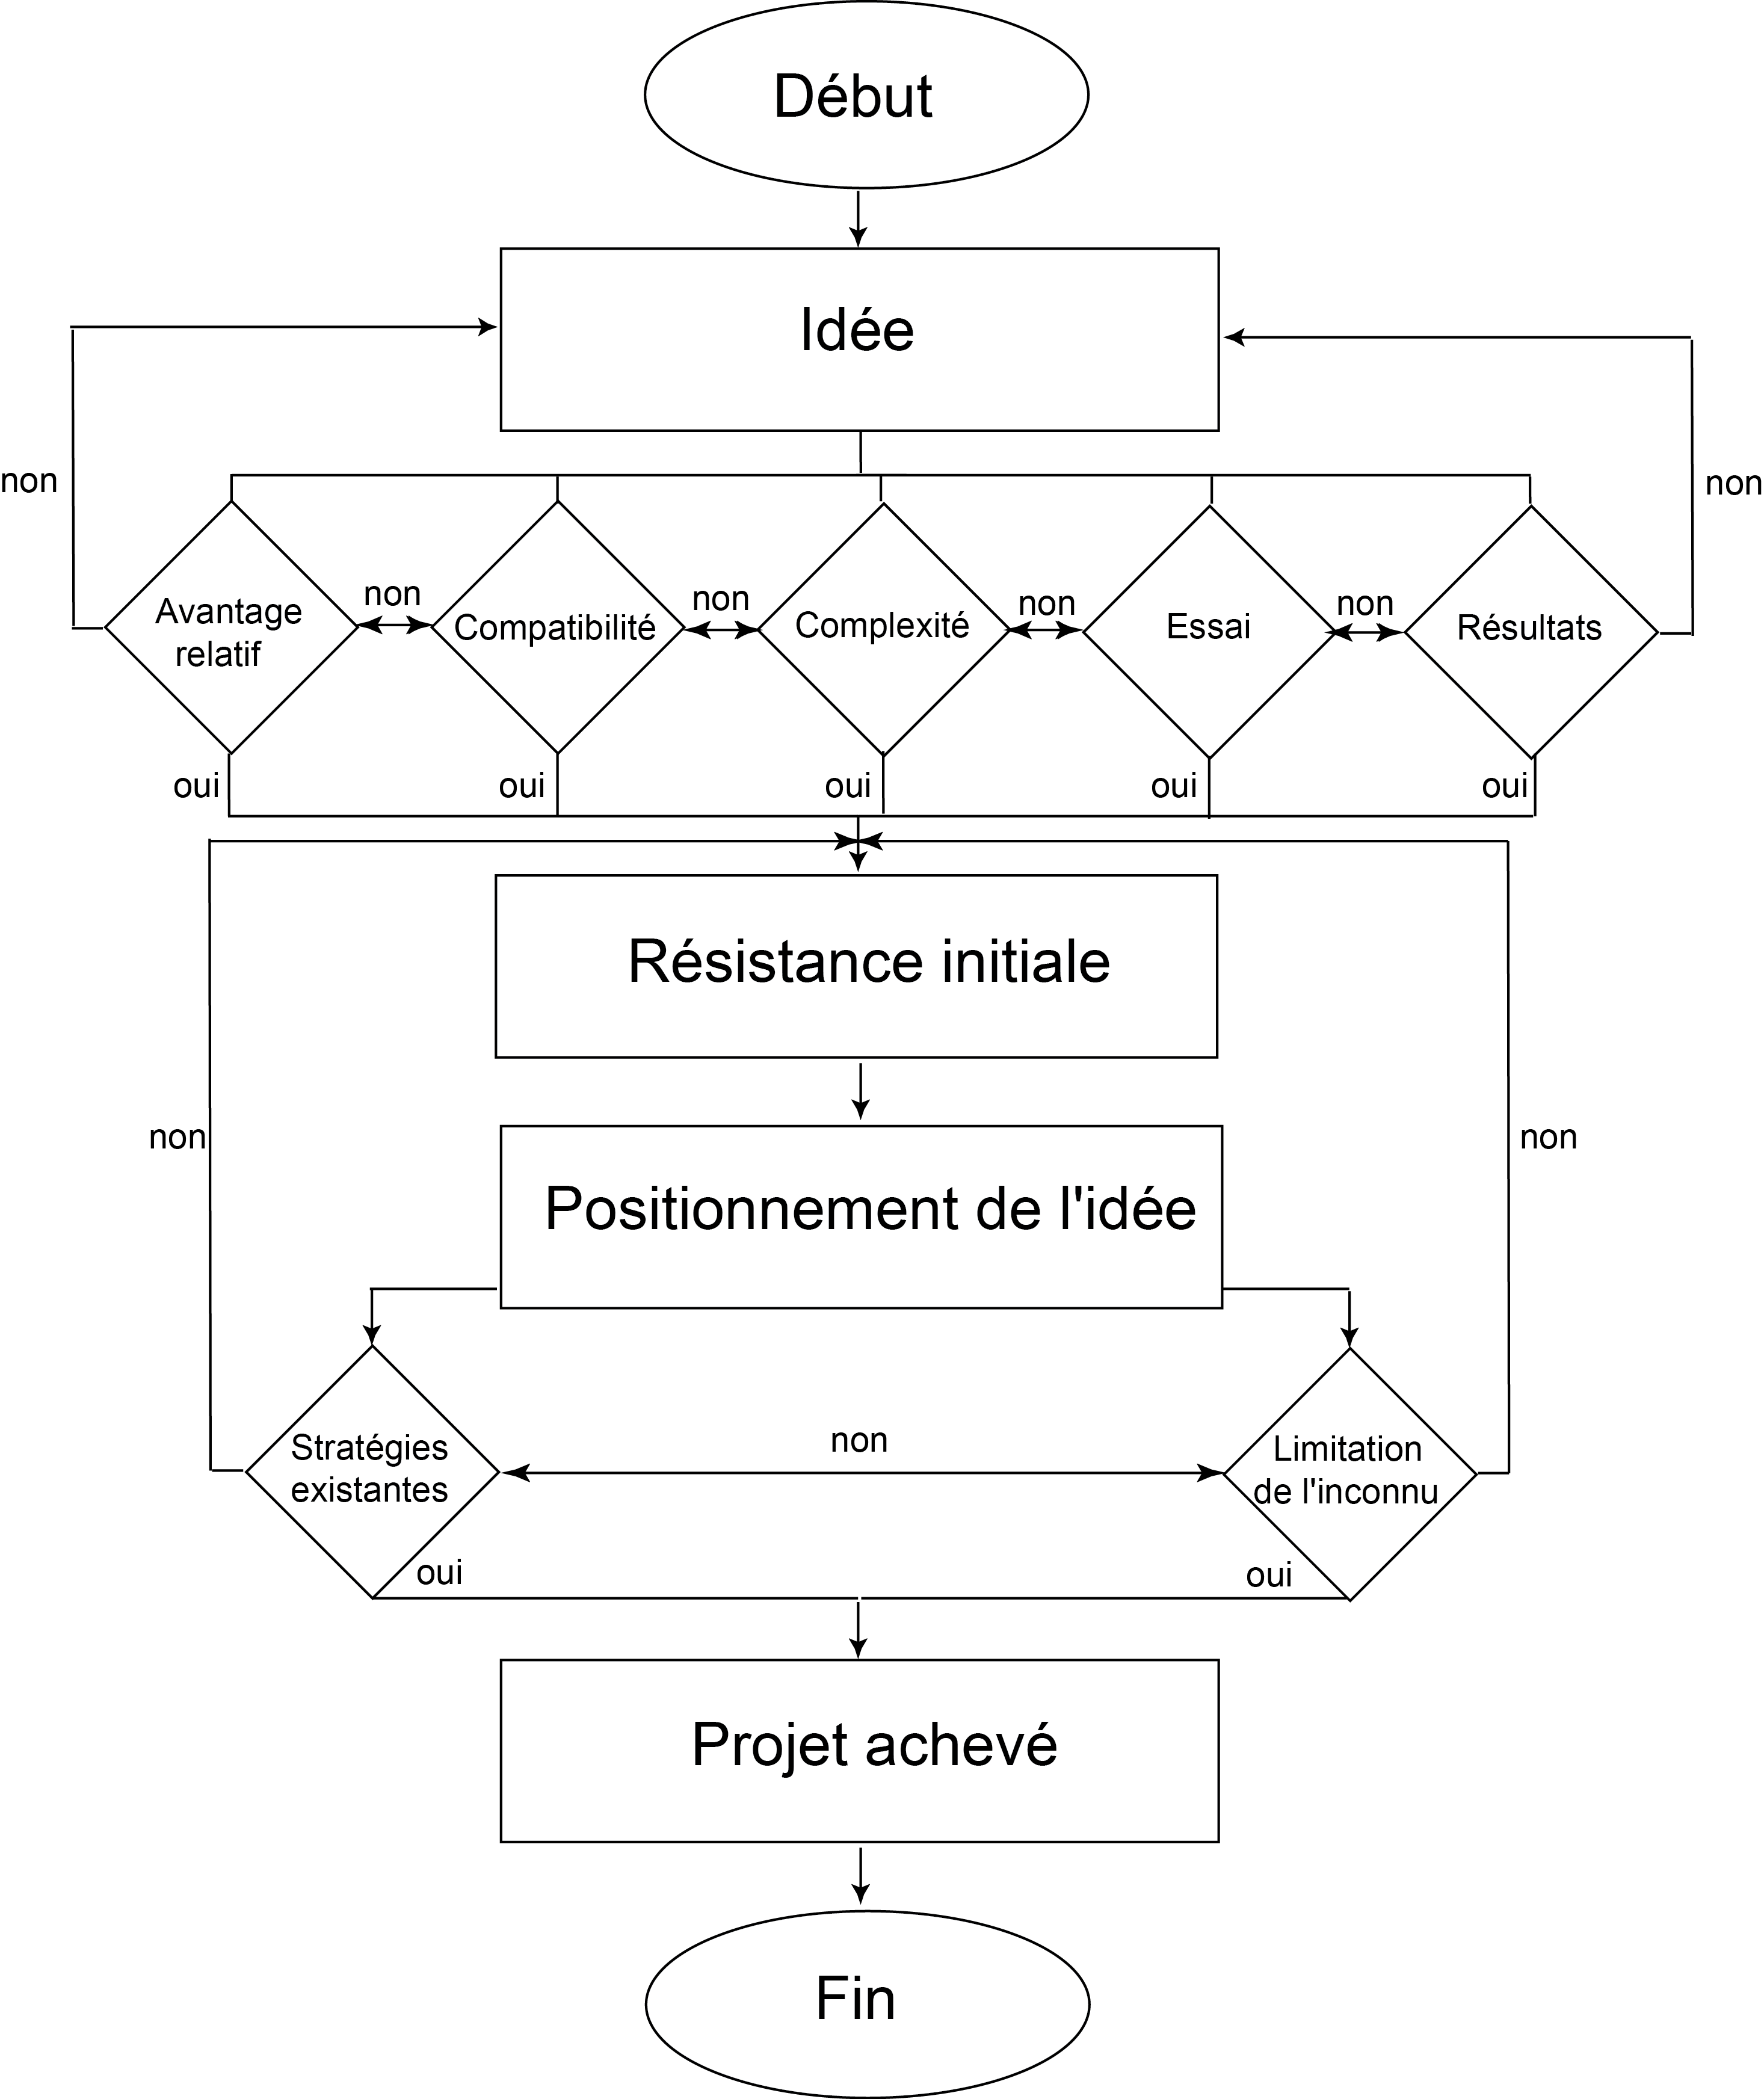 Début
Idée
non
non
Avantage
relatif
non
Compatibilité
non
Complexité
non
Essai
non
Résultats
oui
oui
oui
oui
oui
Résistance initiale
non
Positionnement de l'idée
non
Stratégies
existantes
non
Limitation
de l'inconnu
oui
oui
Projet achevé
Fin